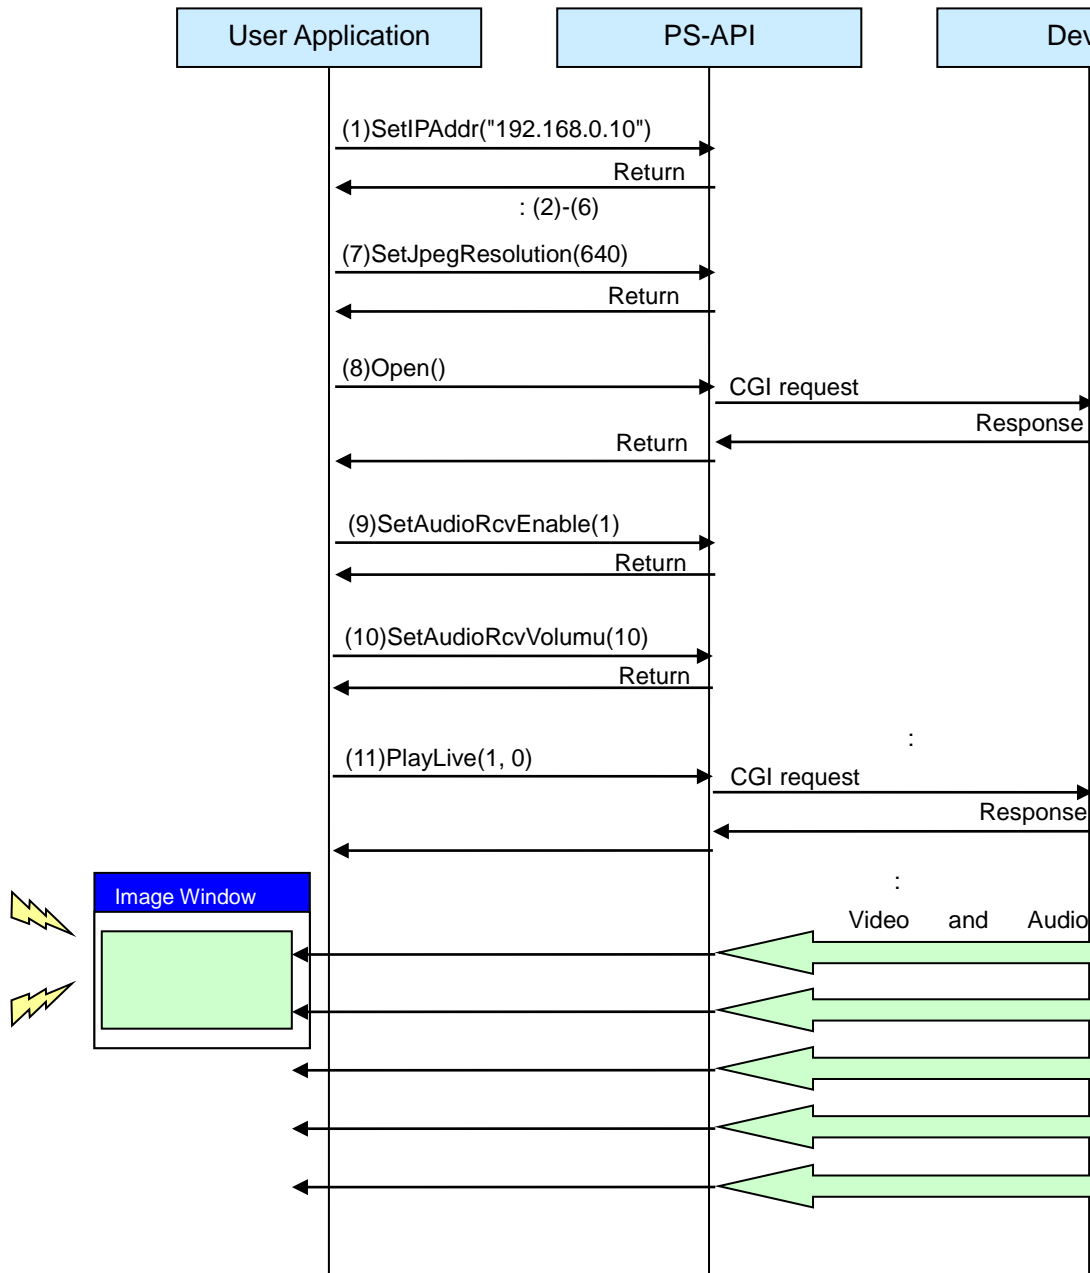 User Application
PS-API
Dev
(1)SetIPAddr("192.168.0.10")
Return
: (2)-(6)
(7)SetJpegResolution(640)
Return
(8)Open()
CGI request
Response
Return
(9)SetAudioRcvEnable(1)
Return
(10)SetAudioRcvVolumu(10)
Return
:
(11)PlayLive(1, 0)
CGI request
Response
:
Image Window
Video and Audio